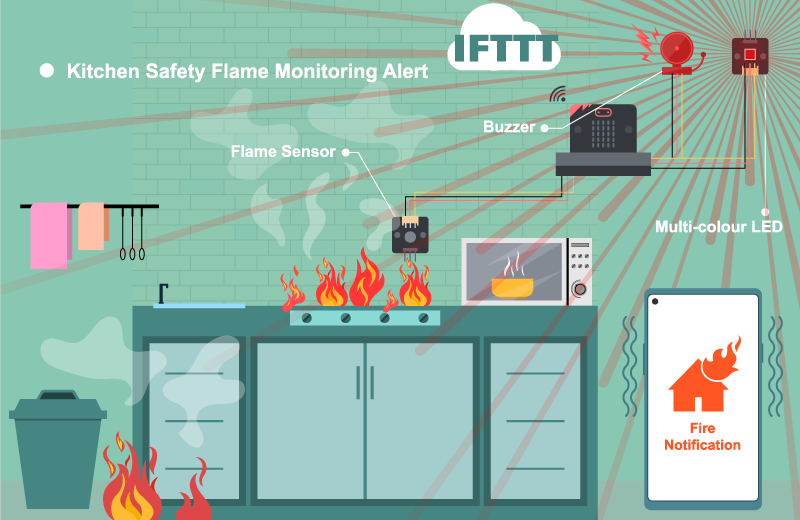 IFTTT
Kitchen Safety Flame Monitoring Alert
Buzzer
Flame Sensor
Multi-colour LED
Fire
Notification